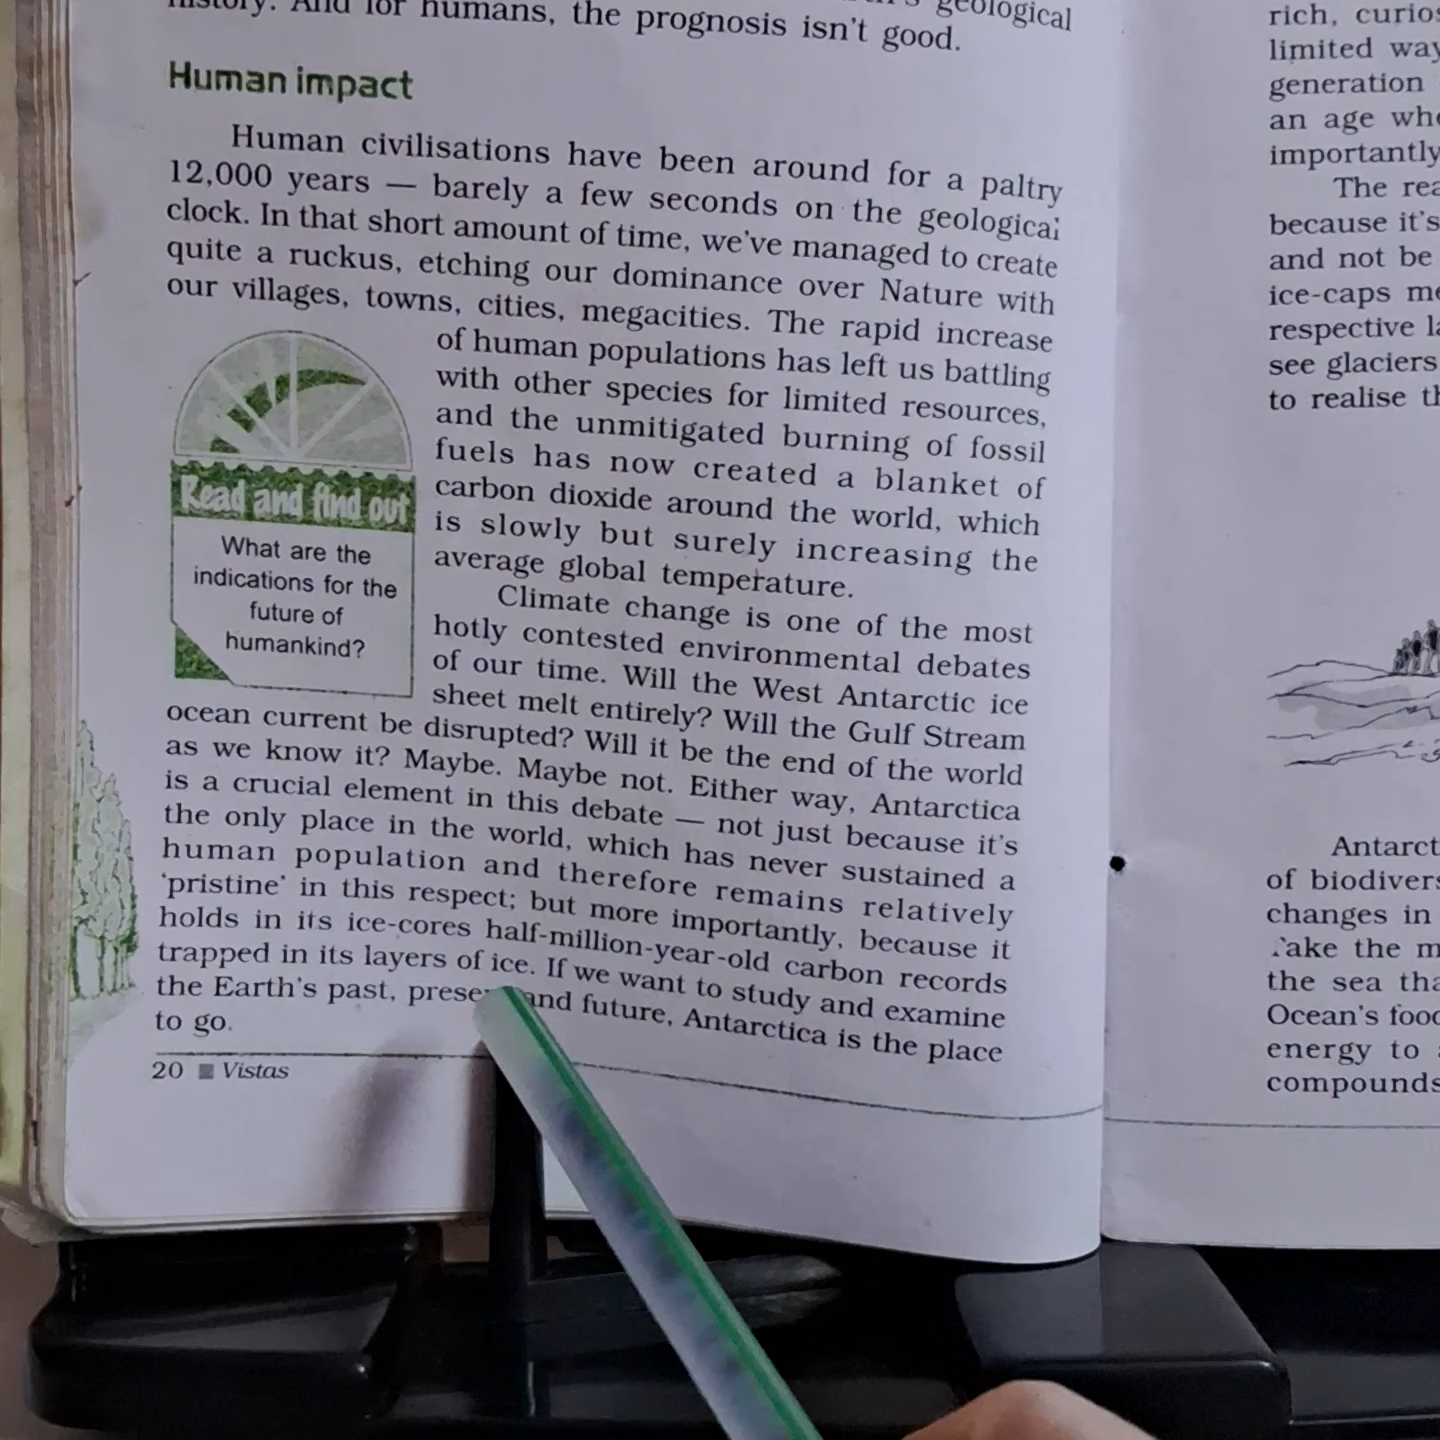 geological
history. And for humans, the prognosis isn't good.
Human impact
Human civilisations have been around for a paltry
12,000 years — barely a few seconds on the geological
clock. In that short amount of time, we've managed to create
quite a ruckus, etching our dominance over Nature with
our villages, towns, cities, megacities. The rapid increase
of human populations has left us battling
with other species for limited resources,
and the unmitigated burning of fossil
fuels has now created a blanket of
carbon dioxide around the world, which
is slowly but surely increasing the
average global temperature.
Read and find out
What are the
indications for the
future of
humankind?
Climate change is one of the most
hotly contested environmental debates
of our time. Will the West Antarctic ice
sheet melt entirely? Will the Gulf Stream
ocean current be disrupted? Will it be the end of the world
as we know it? Maybe. Maybe not. Either way, Antarctica
is a crucial element in this debate — not just because it's
the only place in the world, which has never sustained a
human population and therefore remains relatively
'pristine' in this respect; but more importantly, because it
holds in its ice-cores half-million-year-old carbon records
trapped in its layers of ice. If we want to study and examine
the Earth's past, and future, Antarctica is the place
to go.
20 ■ Vistas
rich,
limited
generation
an age
importantly
The
because it's
and not be
ice-caps
respective
see glaciers
to realise
of
changes in
the
the sea
Ocean's
energy to
compounds